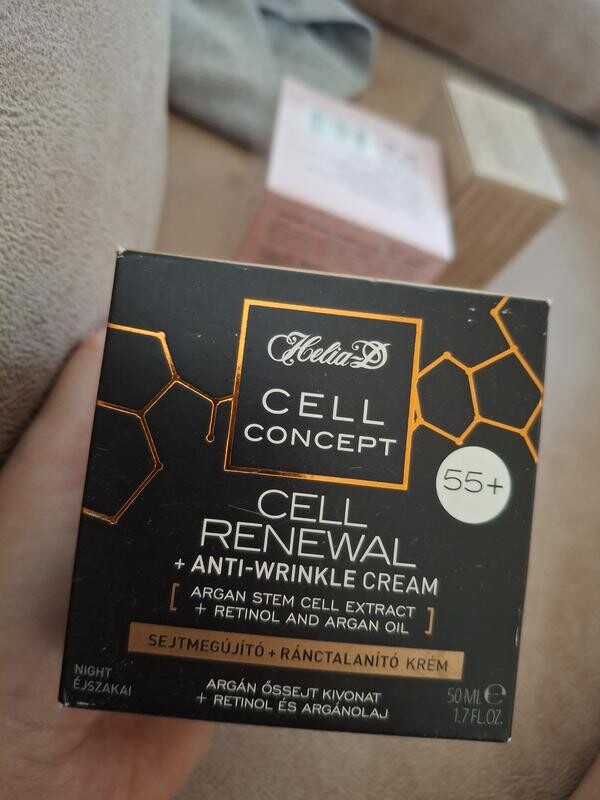 Helia-D
CELL
CONCEPT
55+
CELL
RENEWAL
+ ANTI-WRINKLE CREAM
[ ARGAN STEM CELL EXTRACT
+ RETINOL AND ARGAN OIL ]
SEJTMEGÚJÍTÓ + RÁNCTALANÍTÓ KRÉM
NIGHT
ÉJSZAKAI
ARGÁN ŐSSEJT KIVONAT
+ RETINOL ÉS ARGÁNOLAJ
50 ML ℮
1.7 FL.OZ.